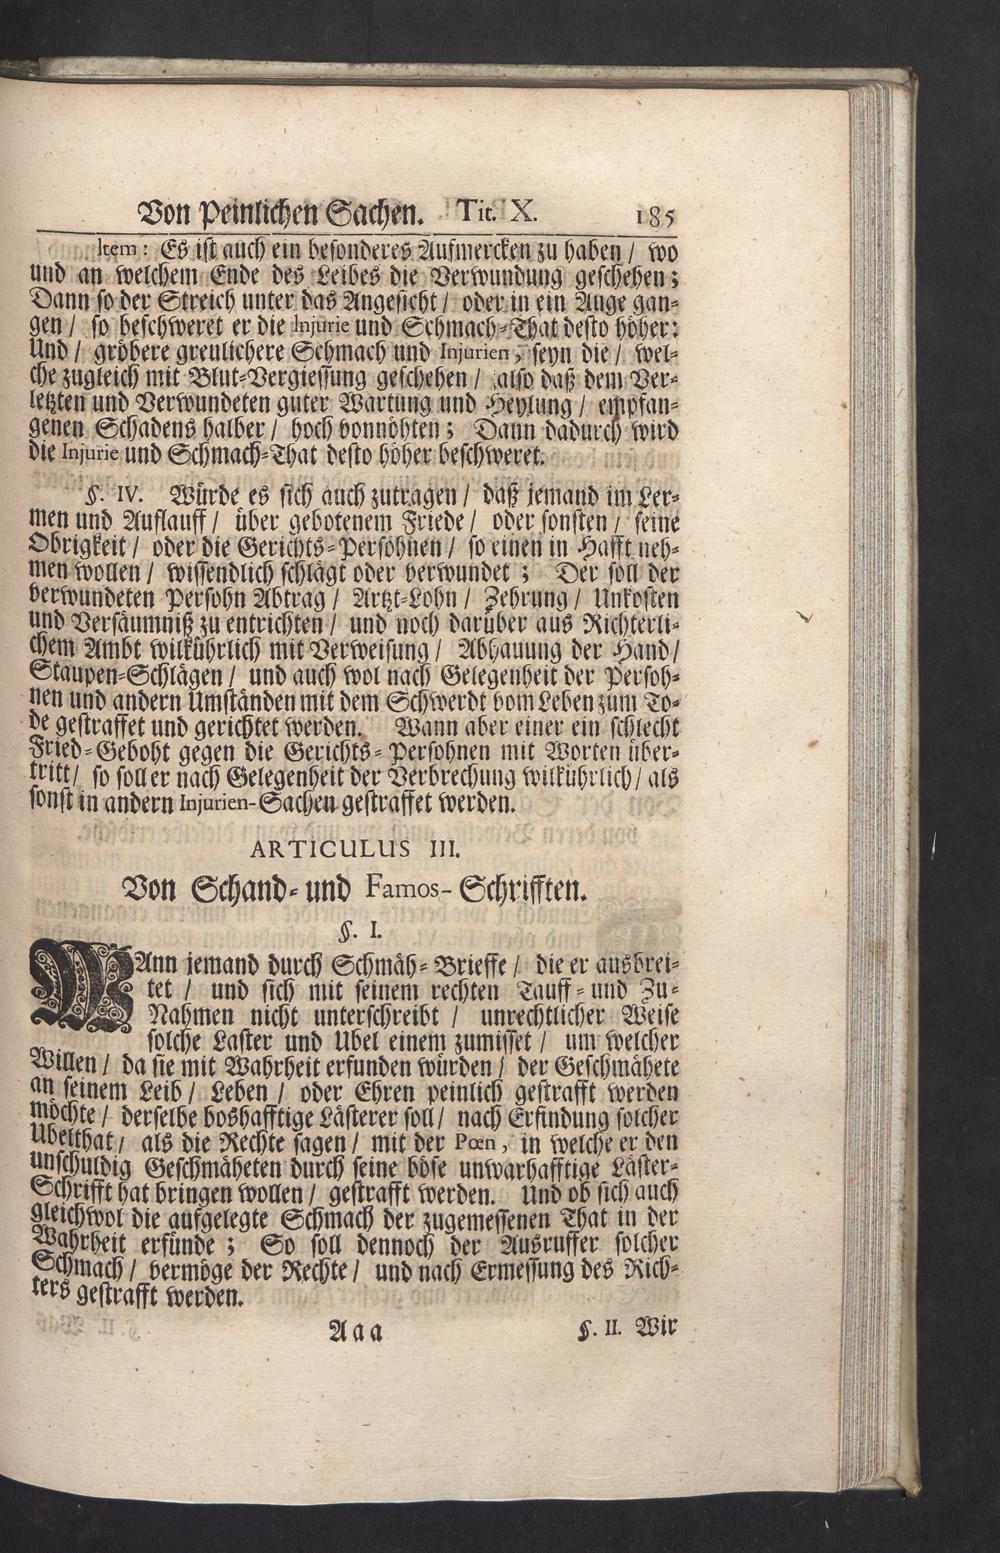 Von Peinlichen Sachen. Tit. X. 185
Item: Es ist auch ein besonderes Aufmercken zu haben / wo
und an welchem Ende des Leibes die Verwundung geschehen;
Dann so der Streich unter das Angesicht / oder in ein Auge gan-
gen / so beschweret er die Injurie und Schmach-That desto höher:
Und / gröbere greulichere Schmach und Injurien, seyn die / wel-
che zugleich mit Blut-Vergiessung geschehen / also daß dem Ver-
letzten und Verwundeten guter Wartung und Heylung / empfan-
genen Schadens halber / hoch vonnöhten; Dann dadurch wird
die Injurie und Schmach-That desto höher beschweret.
§. IV. Würde es sich auch zutragen / daß jemand im Ler-
men und Aufflauff / über gebotenem Friede / oder sonsten / seine
Obrigkeit / oder die Gerichts-Persohnen / so einen in Hafft neh-
men wollen / wissendlich schlägt oder verwundet; Der soll der
verwundeten Persohn Abtrag / Artzt-Lohn / Zehrung / Unkosten
und Versäumniß zu entrichten / und noch darüber aus Richterli-
chem Ambt wilkührlich mit Verweisung / Abhauung der Hand /
Staupen-Schlägen / und auch wol nach Gelegenheit der Persoh-
nen und andern Umständen mit dem Schwerdt vom Leben zum To-
de gestraffet und gerichtet werden. Wann aber einer ein schlecht
Fried-Geboht gegen die Gerichts-Persohnen mit Worten über-
tritt / so soll er nach Gelegenheit der Verbrechung wilkührlich / als
sonst in andern Injurien-Sachen gestraffet werden.
ARTICULUS III.
Von Schand- und Famos-Schrifften.
§. I.
WAnn jemand durch Schmäh-Brieffe / die er ausbrei-
tet / und sich mit seinem rechten Tauff- und Zu-
Nahmen nicht unterschreibt / unrechtlicher Weise
solche Laster und Ubel einem zumisset / um welcher
Willen / da sie mit Wahrheit erfunden würden / der Geschmähete
an seinem Leib / Leben / oder Ehren peinlich gestrafft werden
möchte / derselbe boshafftige Lästerer soll / nach Erfindung solcher
Ubelthat / als die Rechte sagen / mit der Pœn, in welche er den
unschuldig Geschmäheten durch seine böse unwarhafftige Läster-
Schrifft hat bringen wollen / gestrafft werden. Und ob sich auch
gleichwol die aufgelegte Schmach der zugemessenen That in der
Wahrheit erfünde; So soll dennoch der Ausruffer solcher
Schmach / vermöge der Rechte / und nach Ermessung des Rich-
ters gestrafft werden.
Aaa §. II. Wir